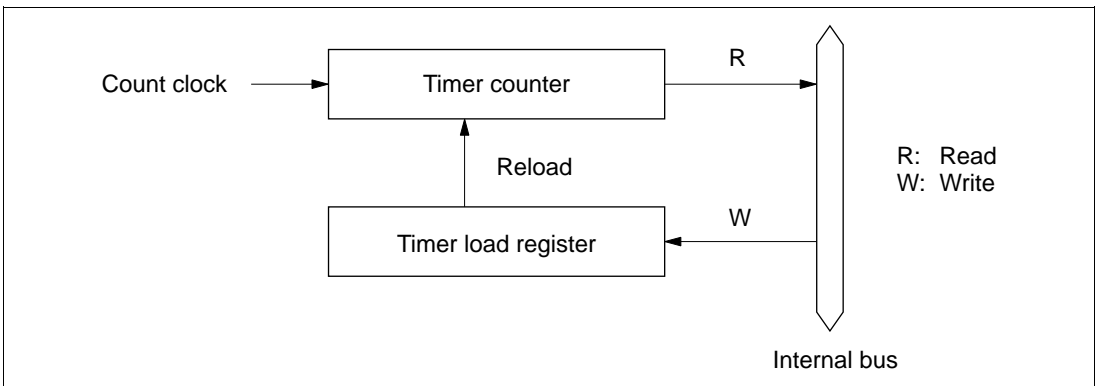 R
Count clock
Timer counter
Reload
R: Read
W: Write
W
Timer load register
Internal bus